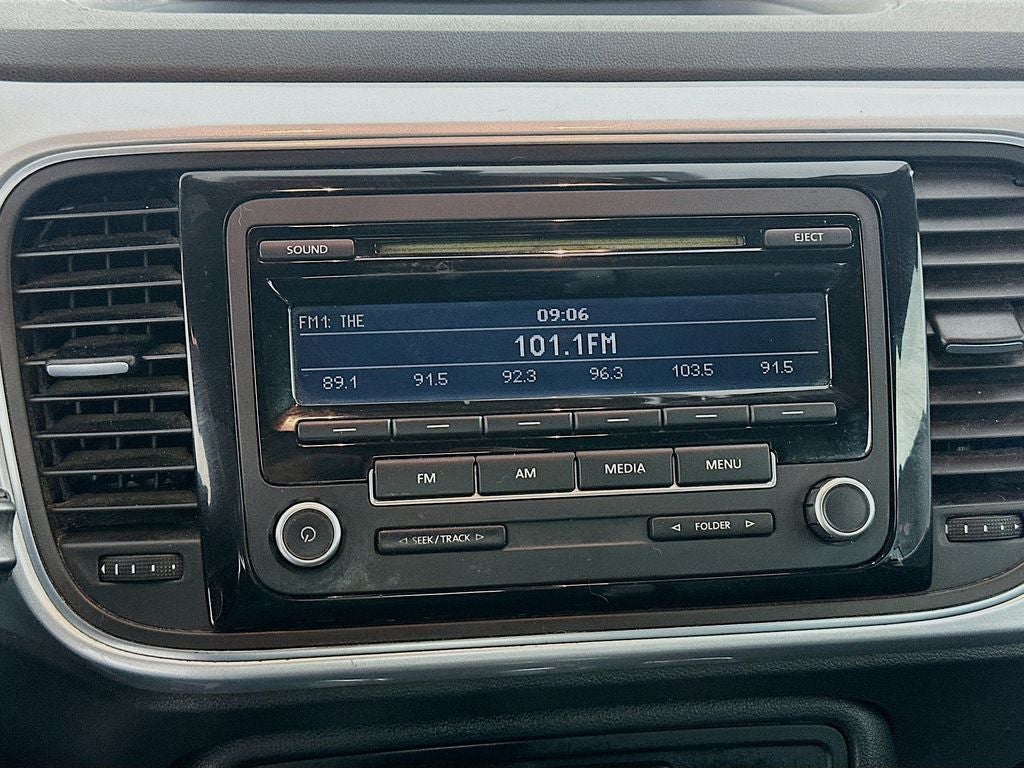 SOUND
EJECT
FM1: THE
09:06
101.1FM
89.1 91.5 92.3 96.3 103.5 91.5
FM AM MEDIA MENU
◁ SEEK/TRACK ▷
◁ FOLDER ▷